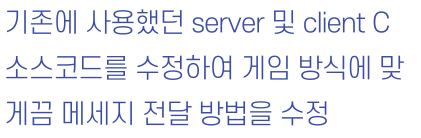 기존에 사용했던 server 및 client C
소스코드를 수정하여 게임 방식에 맞
게끔 메세지 전달 방법을 수정